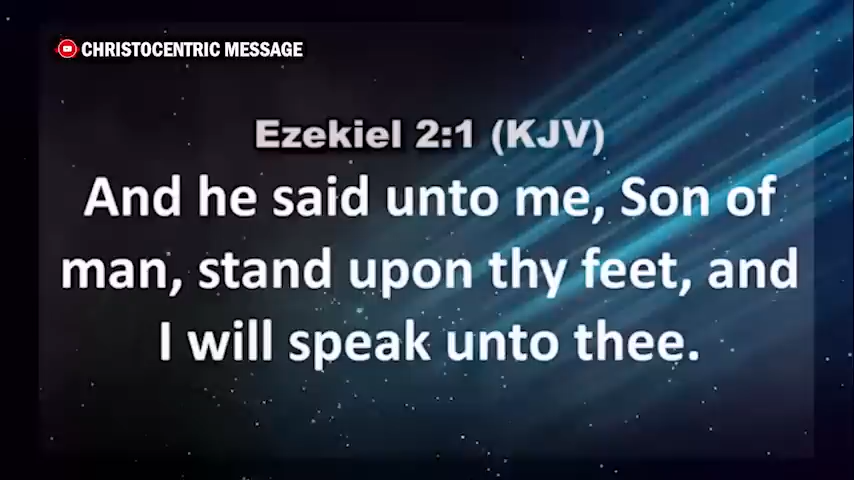 CHRISTOCENTRIC MESSAGE
Ezekiel 2:1 (KJV)
And he said unto me, Son of
man, stand upon thy feet, and
I will speak unto thee.